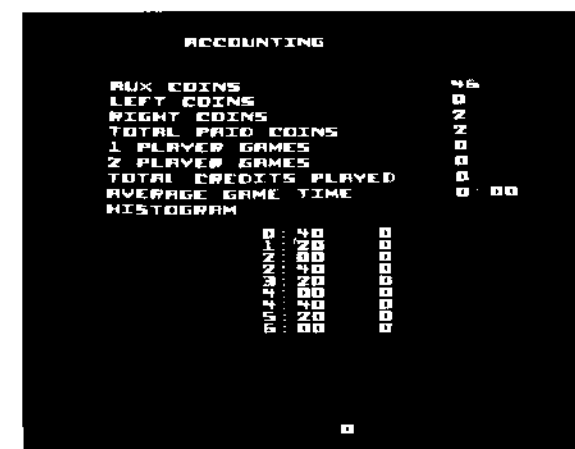 ACCOUNTING
AUX COINS 46
LEFT COINS 0
RIGHT COINS 2
TOTAL PAID COINS 2
1 PLAYER GAMES 0
2 PLAYER GAMES 0
TOTAL CREDITS PLAYED 0
AVERAGE GAME TIME 0:00
HISTOGRAM
0:40 0
1:20 0
2:00 0
2:40 0
3:20 0
4:00 0
4:40 0
5:20 0
6:00 0
0